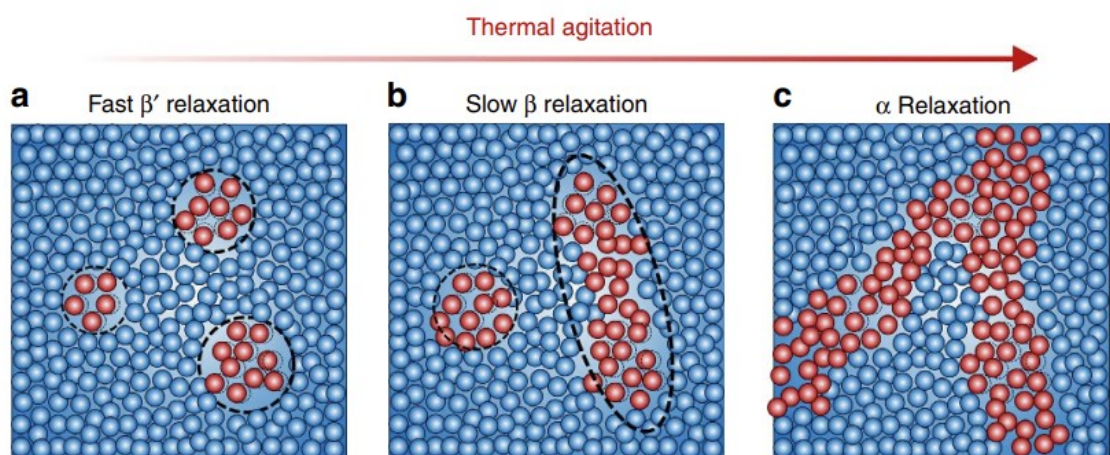 Thermal agitation
a Fast β′ relaxation
b Slow β relaxation
c α Relaxation